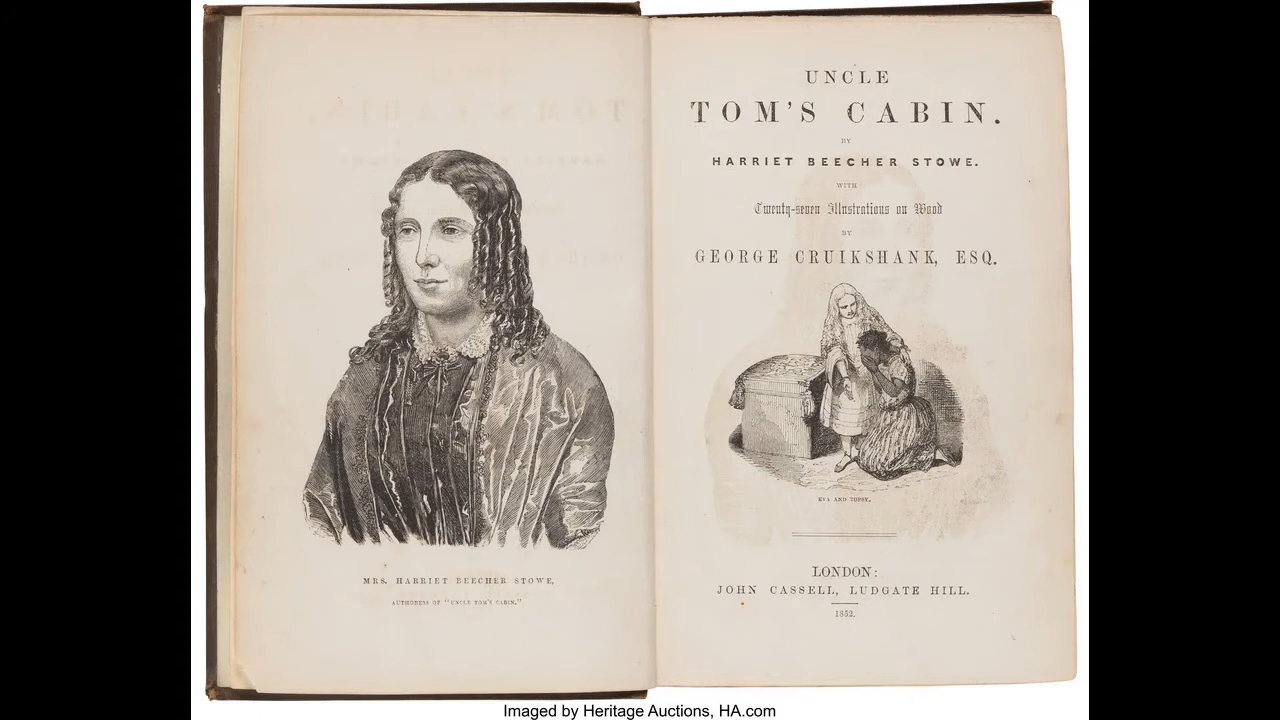 MRS. HARRIET BEECHER STOWE,
AUTHORESS OF "UNCLE TOM'S CABIN."
UNCLE
TOM'S CABIN.
BY
HARRIET BEECHER STOWE.
WITH
Twenty-seven Illustrations on Wood
BY
GEORGE CRUIKSHANK, ESQ.
EVA AND TOPSY.
LONDON:
JOHN CASSELL, LUDGATE HILL.
1852.
Imaged by Heritage Auctions, HA.com